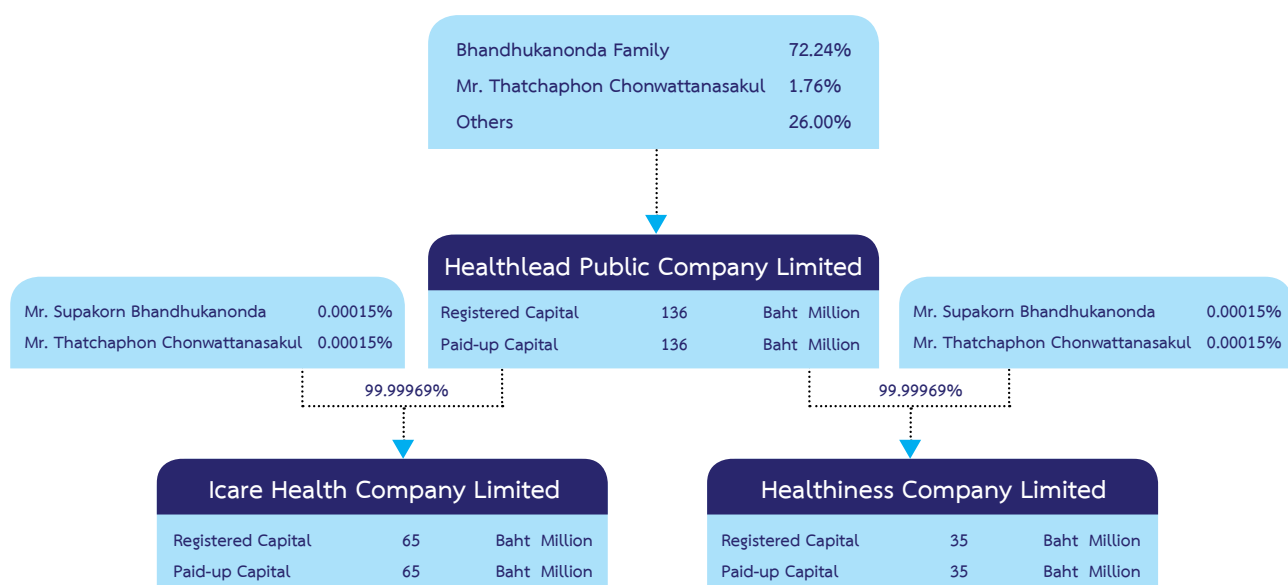 Bhandhukanonda Family 72.24%
Mr. Thatchaphon Chonwattanasakul 1.76%
Others 26.00%
Healthlead Public Company Limited
Registered Capital 136 Baht Million
Paid-up Capital 136 Baht Million
Mr. Supakorn Bhandhukanonda 0.00015%
Mr. Thatchaphon Chonwattanasakul 0.00015%
Mr. Supakorn Bhandhukanonda 0.00015%
Mr. Thatchaphon Chonwattanasakul 0.00015%
99.99969%
99.99969%
Icare Health Company Limited
Registered Capital 65 Baht Million
Paid-up Capital 65 Baht Million
Healthiness Company Limited
Registered Capital 35 Baht Million
Paid-up Capital 35 Baht Million